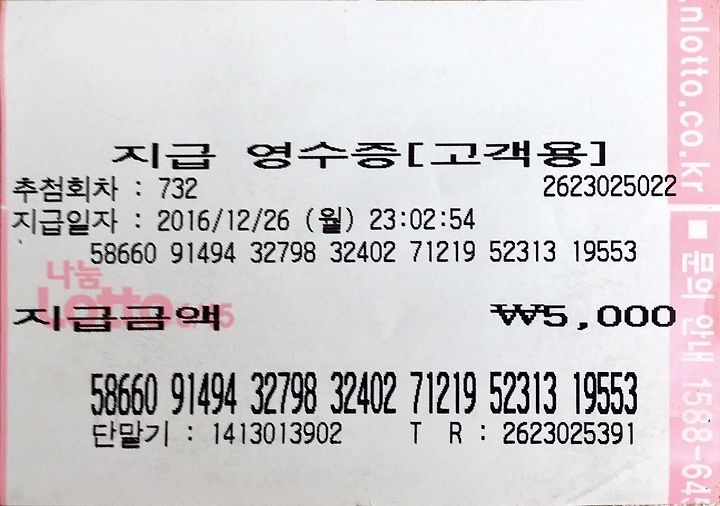 지급 영수증[고객용]
추첨회차 : 732 2623025022
지급일자 : 2016/12/26 (월) 23:02:54
58660 91494 32798 32402 71219 52313 19553
나눔
Lotto 6/45
지급금액 ₩5,000
58660 91494 32798 32402 71219 52313 19553
단말기 : 1413013902 T R : 2623025391
.nlotto.co.kr
■ 문의 안내 1588-645